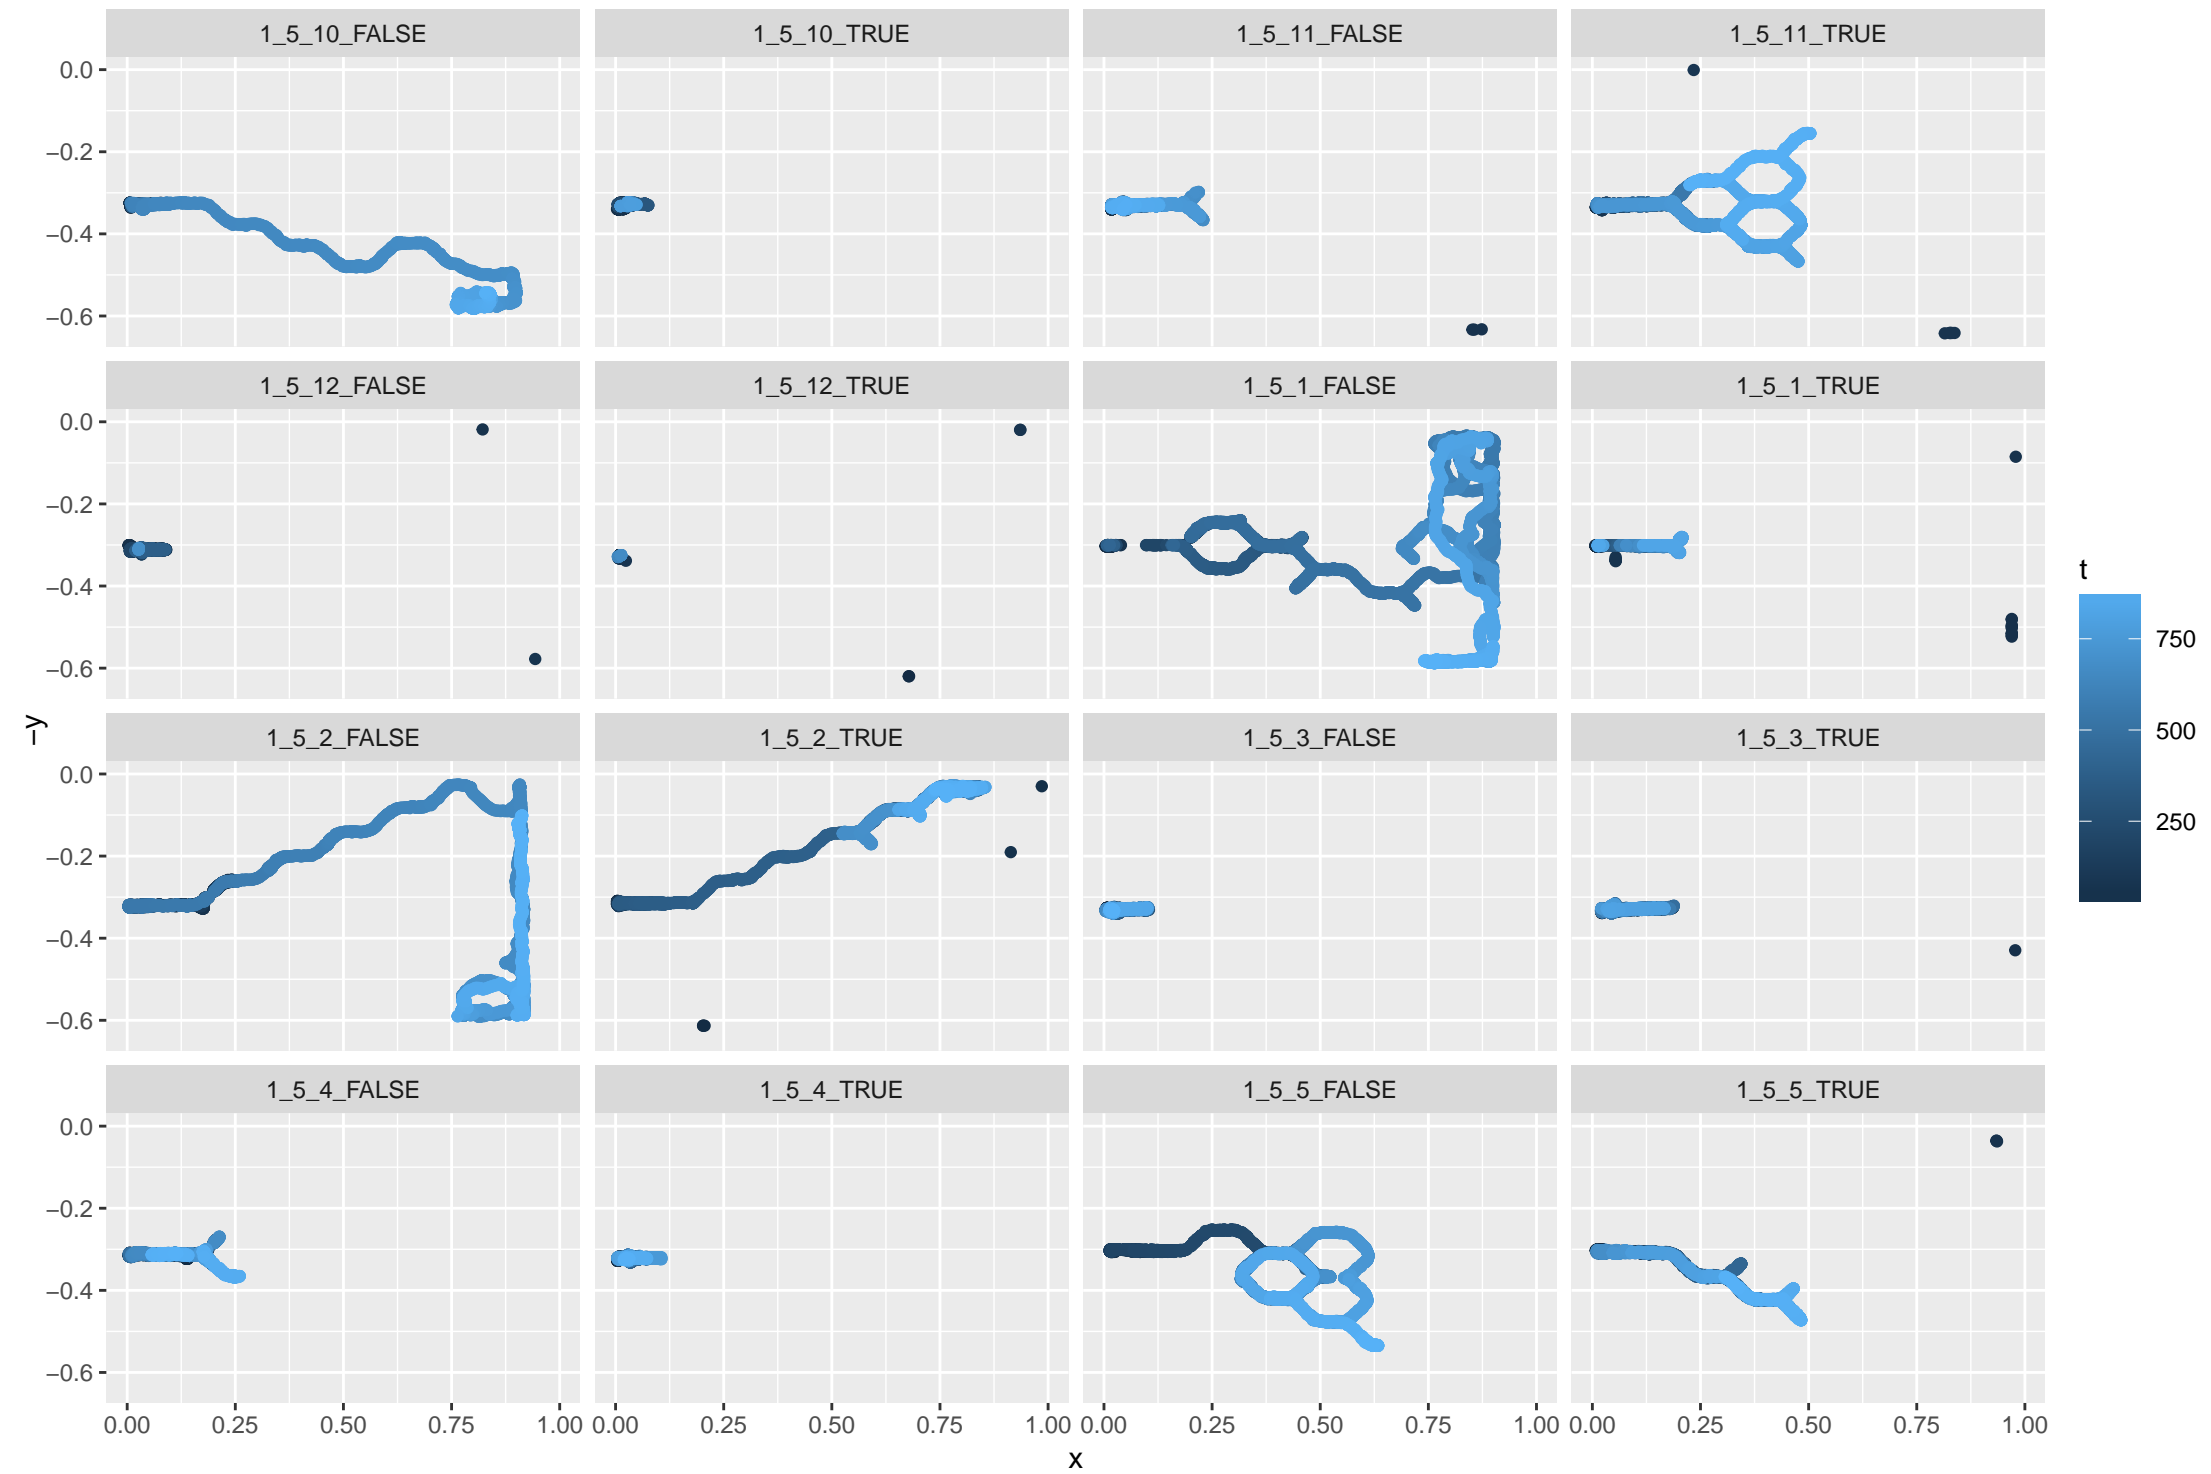 1_5_10_FALSE 1_5_10_TRUE 1_5_11_FALSE 1_5_11_TRUE
0.0
−0.2
−0.4
−0.6
1_5_12_FALSE 1_5_12_TRUE 1_5_1_FALSE 1_5_1_TRUE
0.0
−0.2
−0.4
−0.6
1_5_2_FALSE 1_5_2_TRUE 1_5_3_FALSE 1_5_3_TRUE
0.0
−0.2
−0.4
−0.6
1_5_4_FALSE 1_5_4_TRUE 1_5_5_FALSE 1_5_5_TRUE
0.0
−0.2
−0.4
−0.6
0.00 0.25 0.50 0.75 1.00 0.00 0.25 0.50 0.75 1.00 0.00 0.25 0.50 0.75 1.00 0.00 0.25 0.50 0.75 1.00
x
−y
t
750
500
250